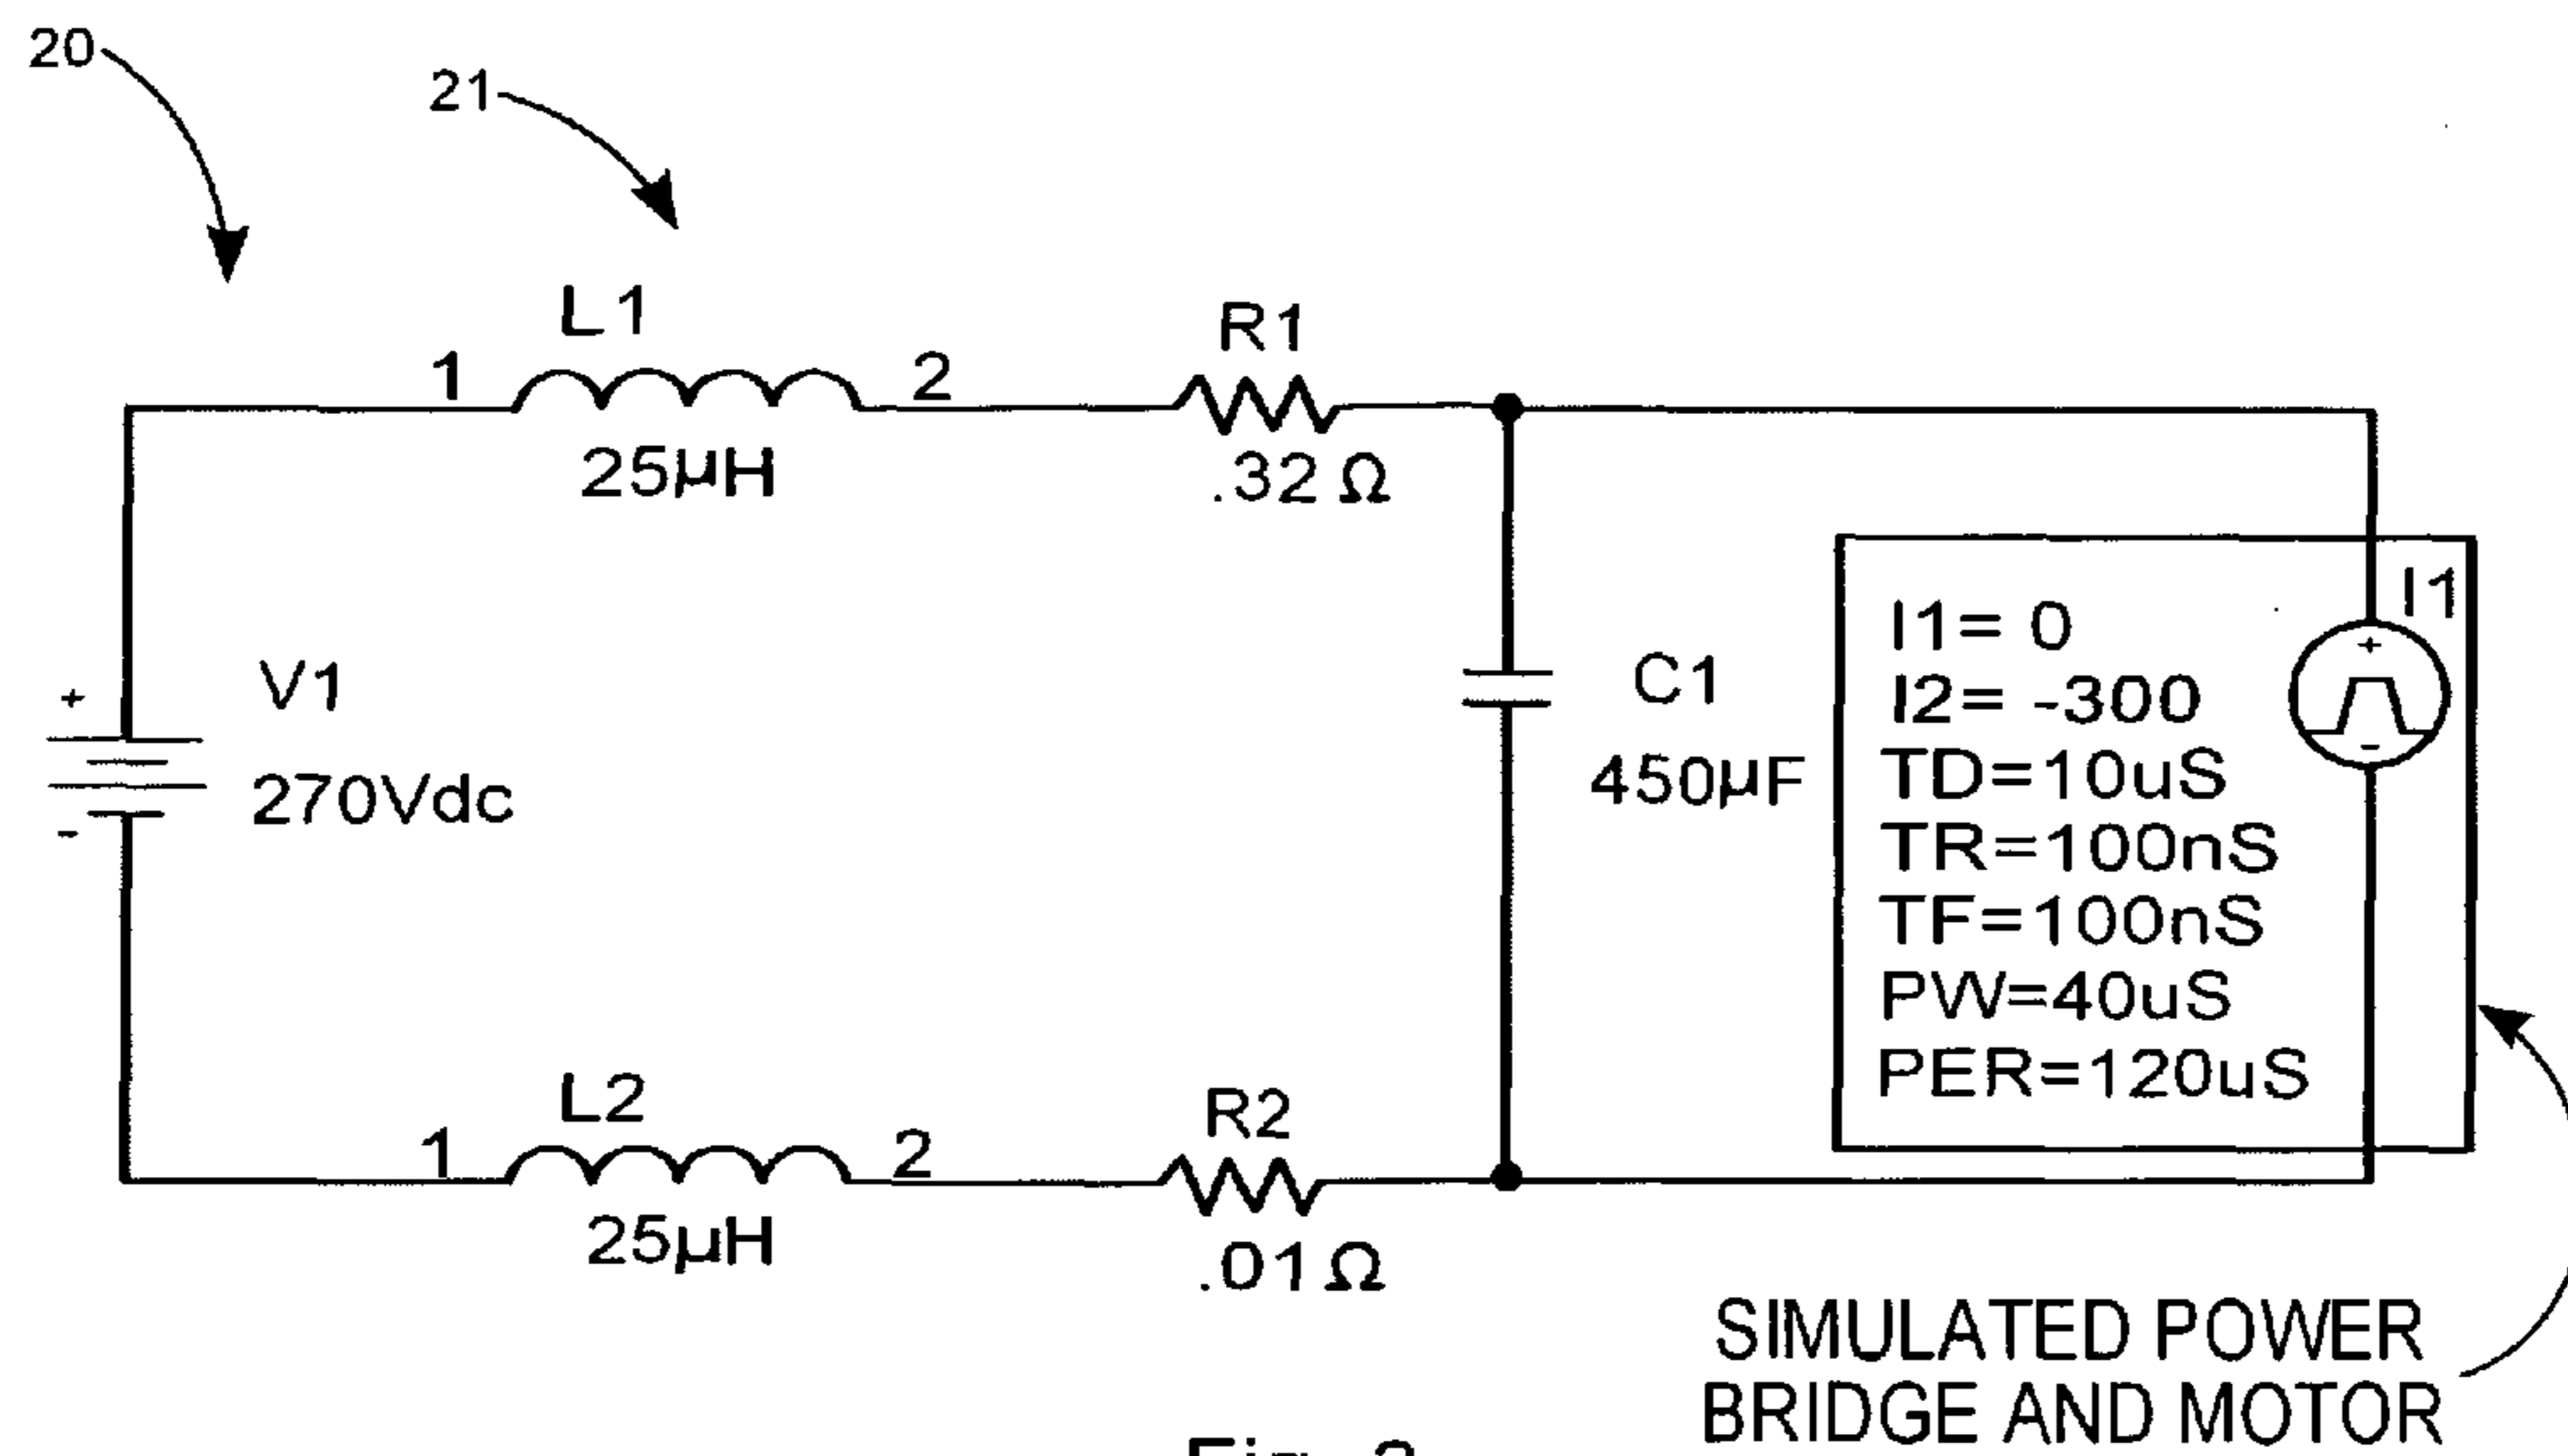 20
21
L1
1
2
25µH
R1
.32 Ω
+
V1
270Vdc
-
C1
450µF
I1= 0
I2= -300
TD=10uS
TR=100nS
TF=100nS
PW=40uS
PER=120uS
I1
+
-
L2
1
2
25µH
R2
.01Ω
SIMULATED POWER
BRIDGE AND MOTOR